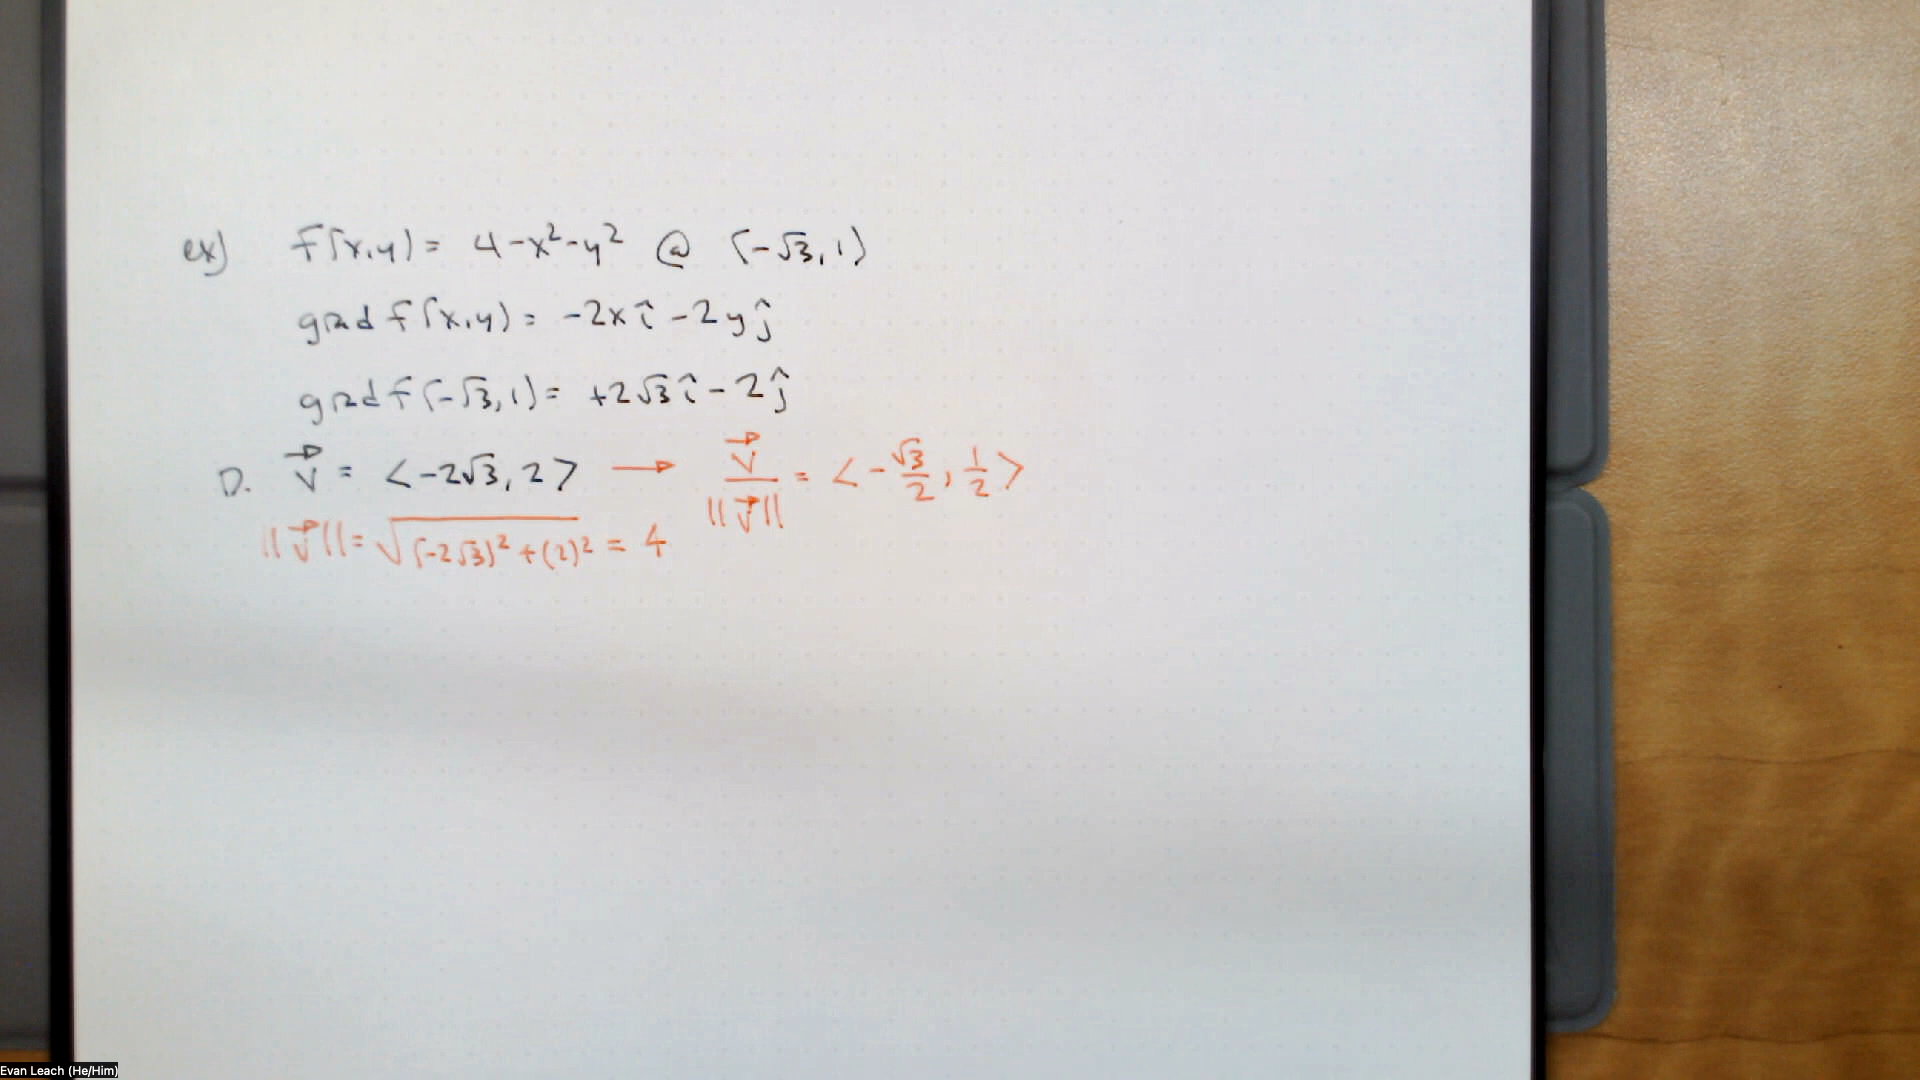 ex) f(x,y) = 4-x²-y² @ (-√3, 1)
grad f(x,y) = -2x î - 2y ĵ
grad f(-√3, 1) = +2√3 î - 2 ĵ
D. v⃗ = <-2√3, 2> → v⃗/||v⃗|| = <-√3/2, 1/2>
||v⃗|| = √((-2√3)² + (2)²) = 4
Evan Leach (He/Him)